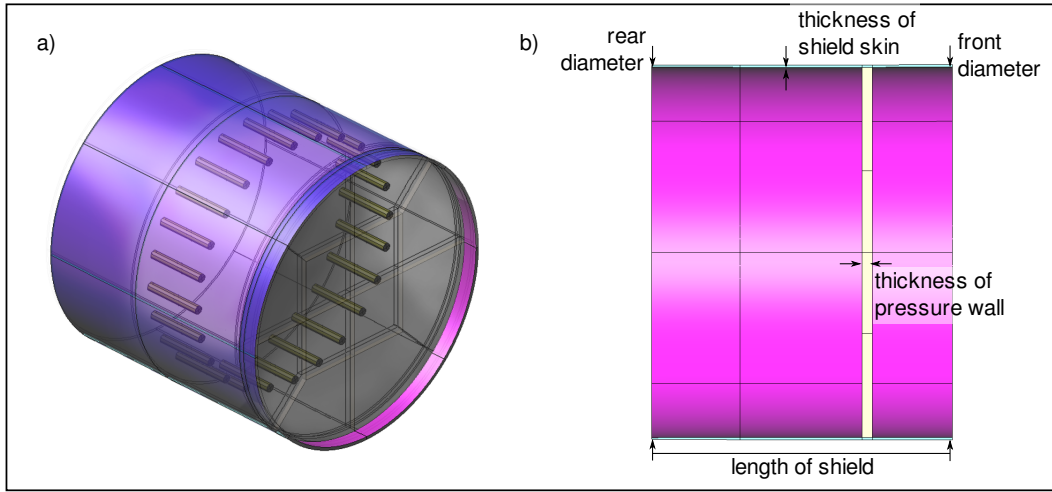 a)
b)
rear
diameter
thickness of
shield skin
front
diameter
thickness of
pressure wall
length of shield